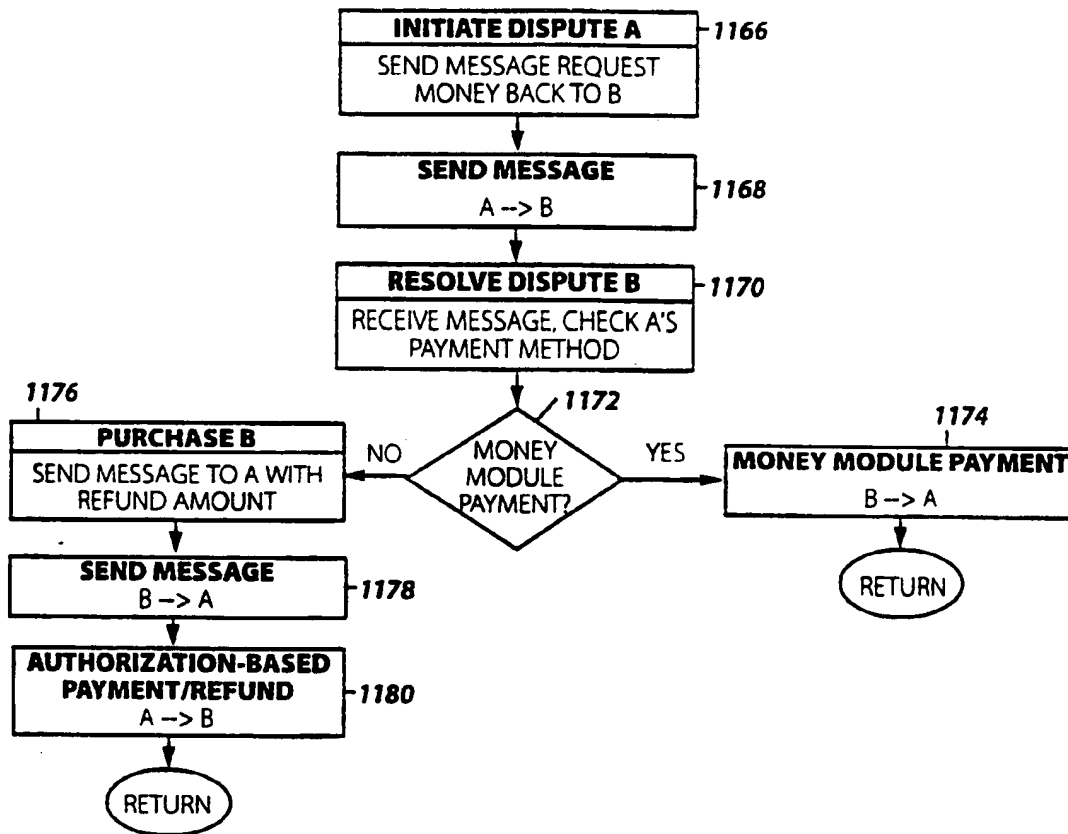 INITIATE DISPUTE A
1166
SEND MESSAGE REQUEST
MONEY BACK TO B
SEND MESSAGE
1168
A --> B
RESOLVE DISPUTE B
1170
RECEIVE MESSAGE, CHECK A'S
PAYMENT METHOD
1172
MONEY
MODULE
PAYMENT?
NO
YES
1176
PURCHASE B
SEND MESSAGE TO A WITH
REFUND AMOUNT
SEND MESSAGE
1178
B --> A
AUTHORIZATION-BASED
PAYMENT/REFUND
1180
A --> B
RETURN
1174
MONEY MODULE PAYMENT
B --> A
RETURN